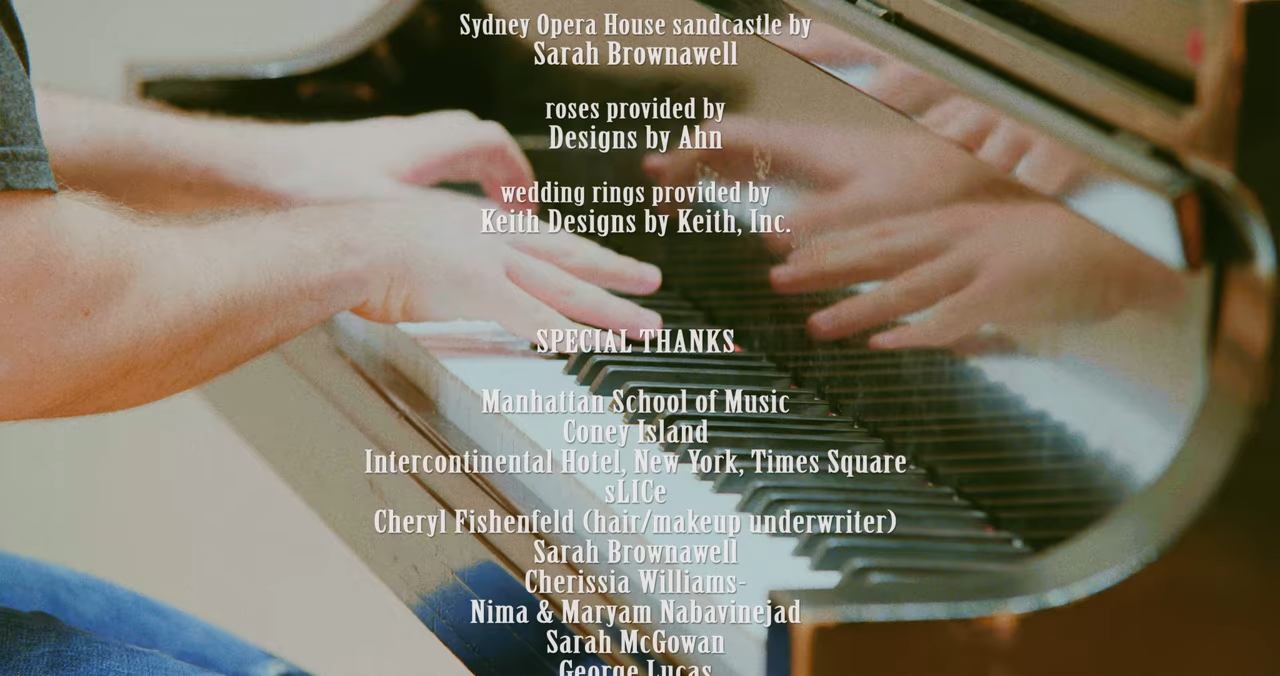 Sydney Opera House sandcastle by
Sarah Brownawell
roses provided by
Designs by Ahn
wedding rings provided by
Keith Designs by Keith, Inc.
SPECIAL THANKS
Manhattan School of Music
Coney Island
Intercontinental Hotel, New York, Times Square
sLICe
Cheryl Fishenfeld (hair/makeup underwriter)
Sarah Brownawell
Cherissia Williams-
Nima & Maryam Nabavinejad
Sarah McGowan
George Lucas